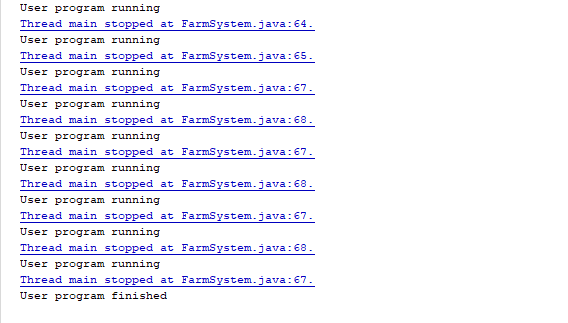 User program running
Thread main stopped at FarmSystem.java:64.
User program running
Thread main stopped at FarmSystem.java:65.
User program running
Thread main stopped at FarmSystem.java:67.
User program running
Thread main stopped at FarmSystem.java:68.
User program running
Thread main stopped at FarmSystem.java:67.
User program running
Thread main stopped at FarmSystem.java:68.
User program running
Thread main stopped at FarmSystem.java:67.
User program running
Thread main stopped at FarmSystem.java:68.
User program running
Thread main stopped at FarmSystem.java:67.
User program finished